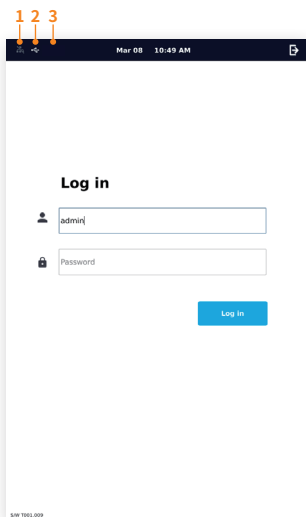 1 2 3
Mar 08 10:49 AM
Log in
admin
Password
Log in
S/W T001.009